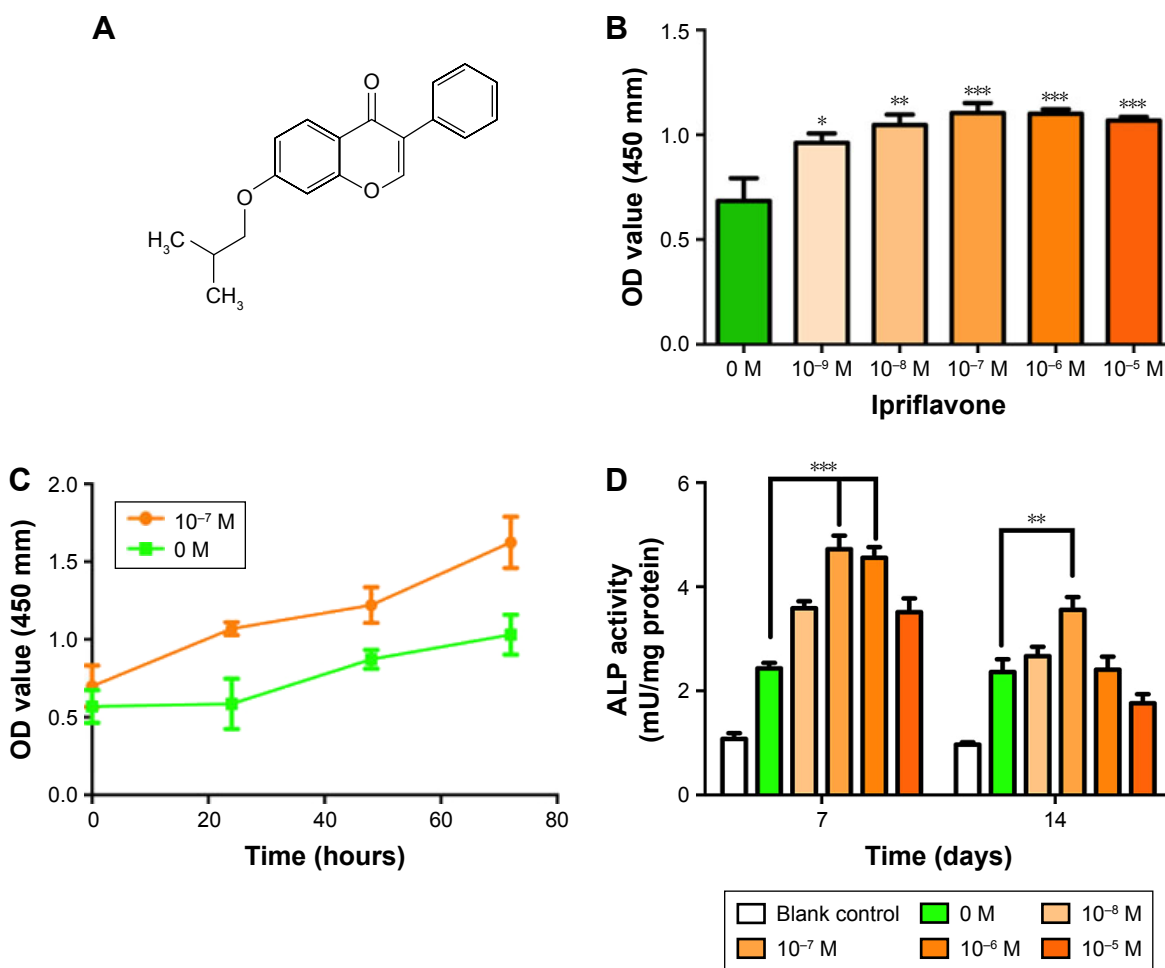 A
O
O
O
H₃C
CH₃
B
OD value (450 mm)
1.5
1.0
0.5
0.0
*
**
***
***
***
0 M
10⁻⁹ M
10⁻⁸ M
10⁻⁷ M
10⁻⁶ M
10⁻⁵ M
Ipriflavone
C
OD value (450 mm)
2.0
1.5
1.0
0.5
0.0
10⁻⁷ M
0 M
0
20
40
60
80
Time (hours)
D
ALP activity
(mU/mg protein)
6
4
2
0
***
**
7
14
Time (days)
Blank control
0 M
10⁻⁸ M
10⁻⁷ M
10⁻⁶ M
10⁻⁵ M